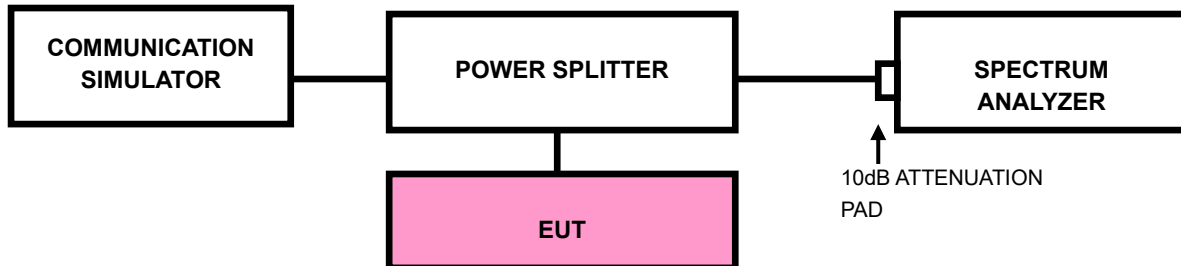 COMMUNICATION
SIMULATOR
POWER SPLITTER
SPECTRUM
ANALYZER
10dB ATTENUATION
PAD
EUT